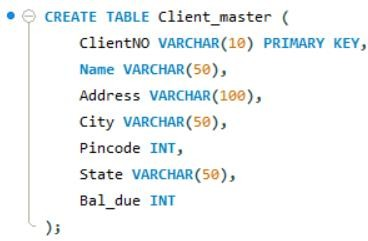 CREATE TABLE Client_master (
ClientNO VARCHAR(10) PRIMARY KEY,
Name VARCHAR(50),
Address VARCHAR(100),
City VARCHAR(50),
Pincode INT,
State VARCHAR(50),
Bal_due INT
);